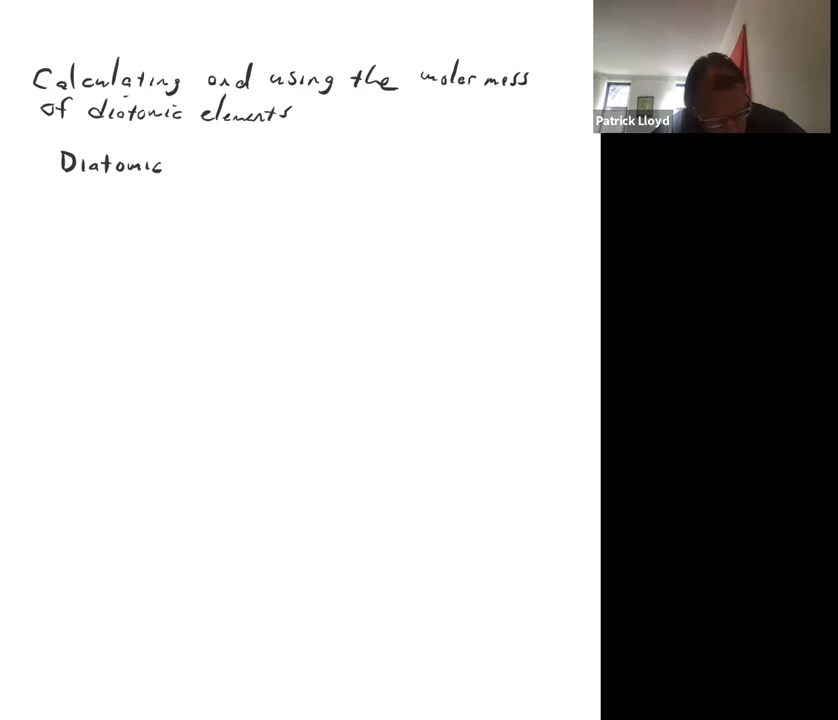 Calculating and using the molar mass
of diatomic elements
Diatomic
Patrick Lloyd